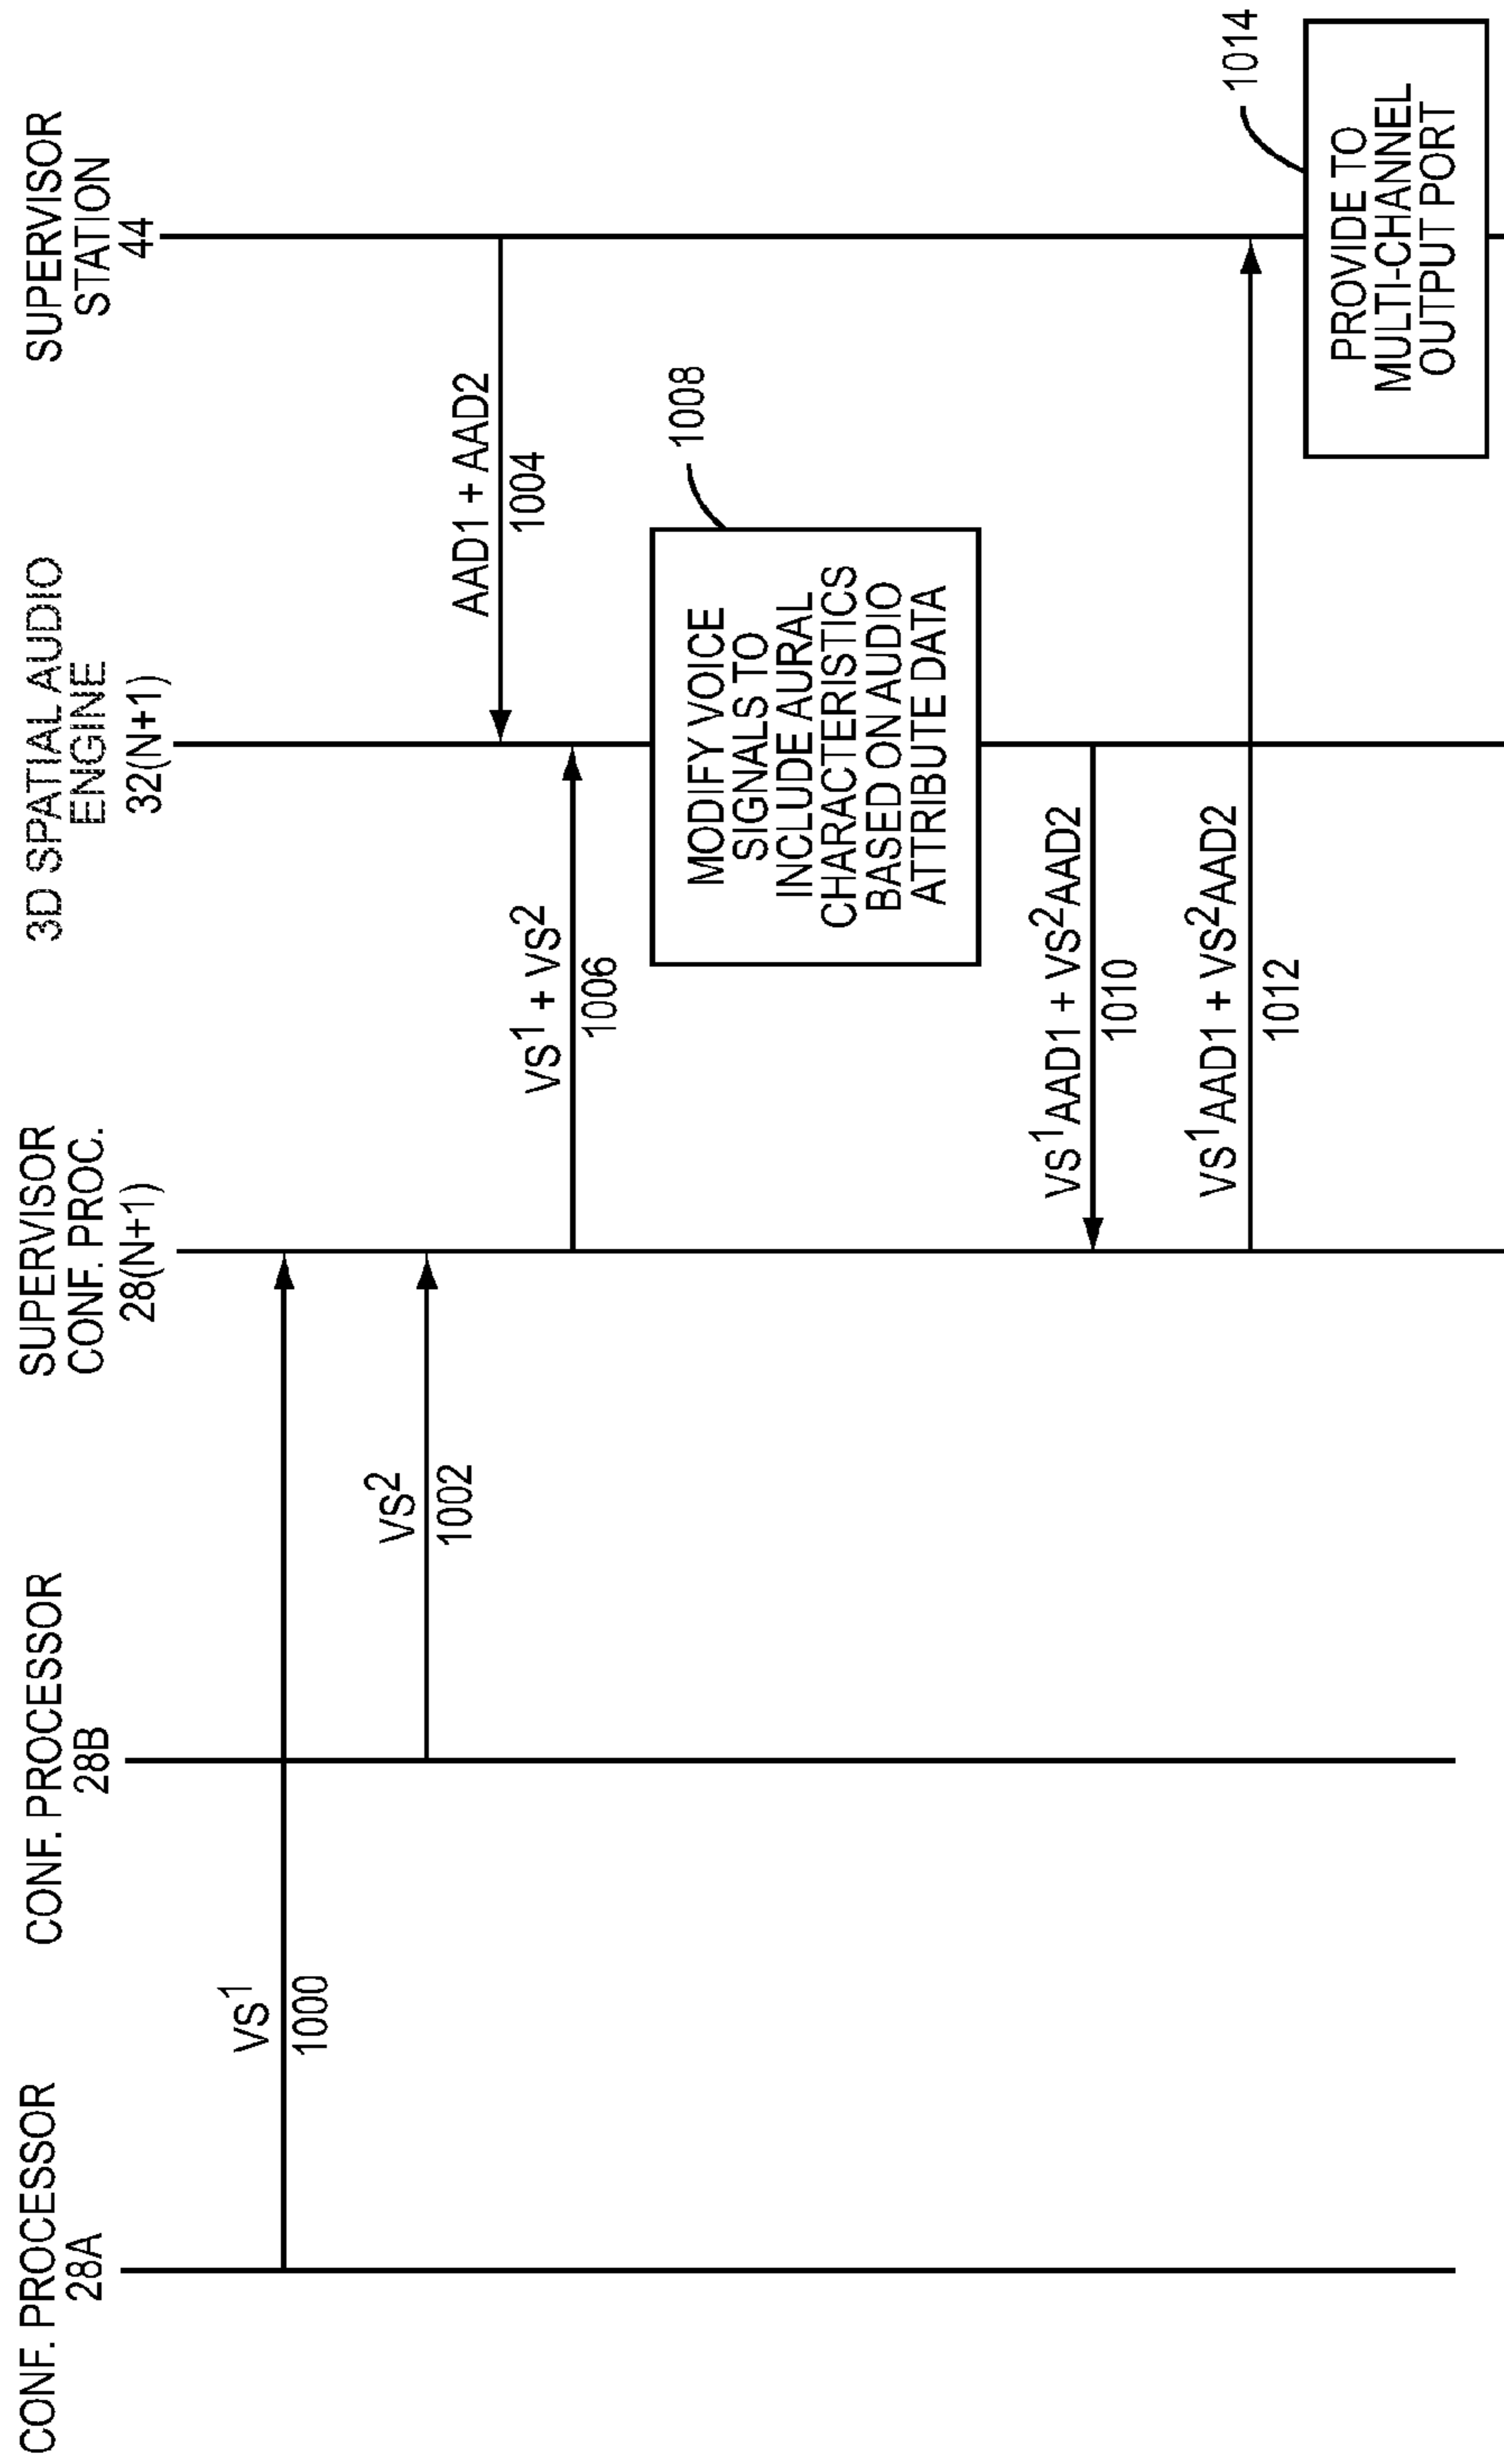 CONF. PROCESSOR
28A
CONF. PROCESSOR
28B
SUPERVISOR
CONF. PROC.
28(N+1)
3D SPATIAL AUDIO
ENGINE
32(N+1)
SUPERVISOR
STATION
44
VS1
1000
VS2
1002
AAD1 + AAD2
1004
VS1 + VS2
1006
MODIFY VOICE
SIGNALS TO
INCLUDE AURAL
CHARACTERISTICS
BASED ON AUDIO
ATTRIBUTE DATA
1008
VS1AAD1 + VS2AAD2
1010
VS1AAD1 + VS2AAD2
1012
PROVIDE TO
MULTI-CHANNEL
OUTPUT PORT
1014